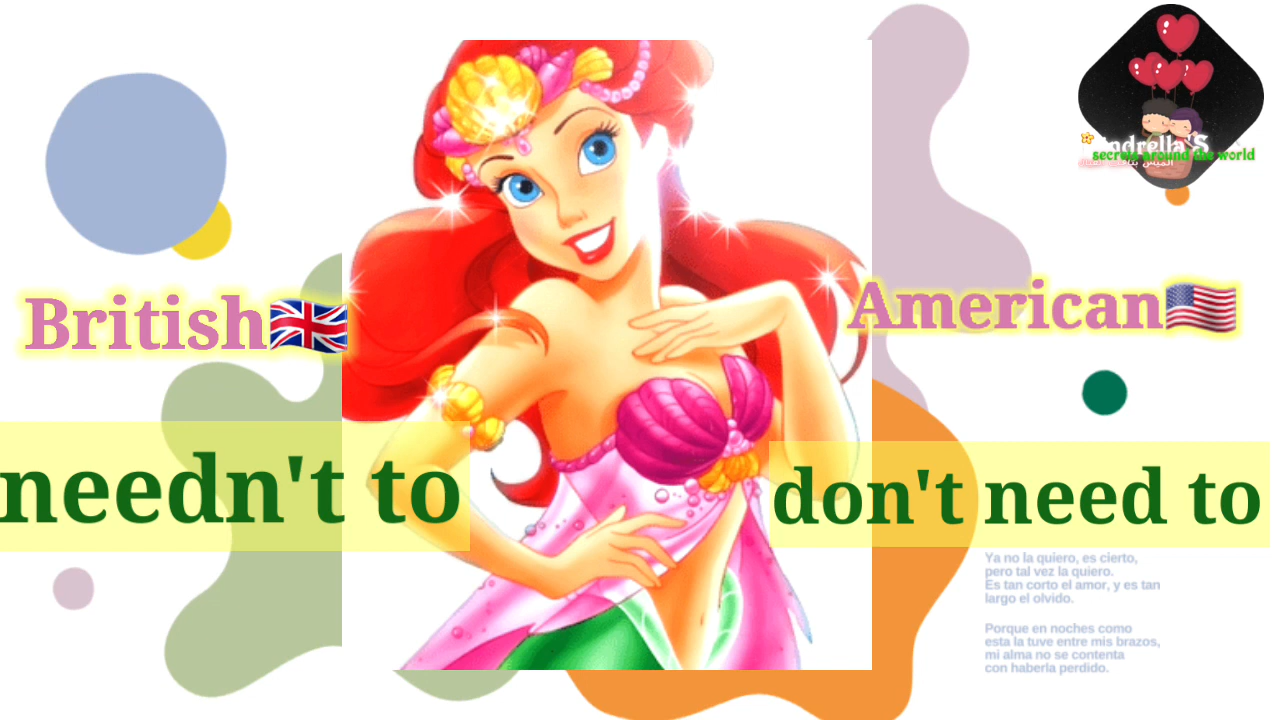 secrets around the world
British🇬🇧
American🇺🇸
needn't to
don't need to
Ya no la quiero, es cierto,
pero tal vez la quiero.
Es tan corto el amor, y es tan
largo el olvido.
Porque en noches como
esta la tuve entre mis brazos,
mi alma no se contenta
con haberla perdido.